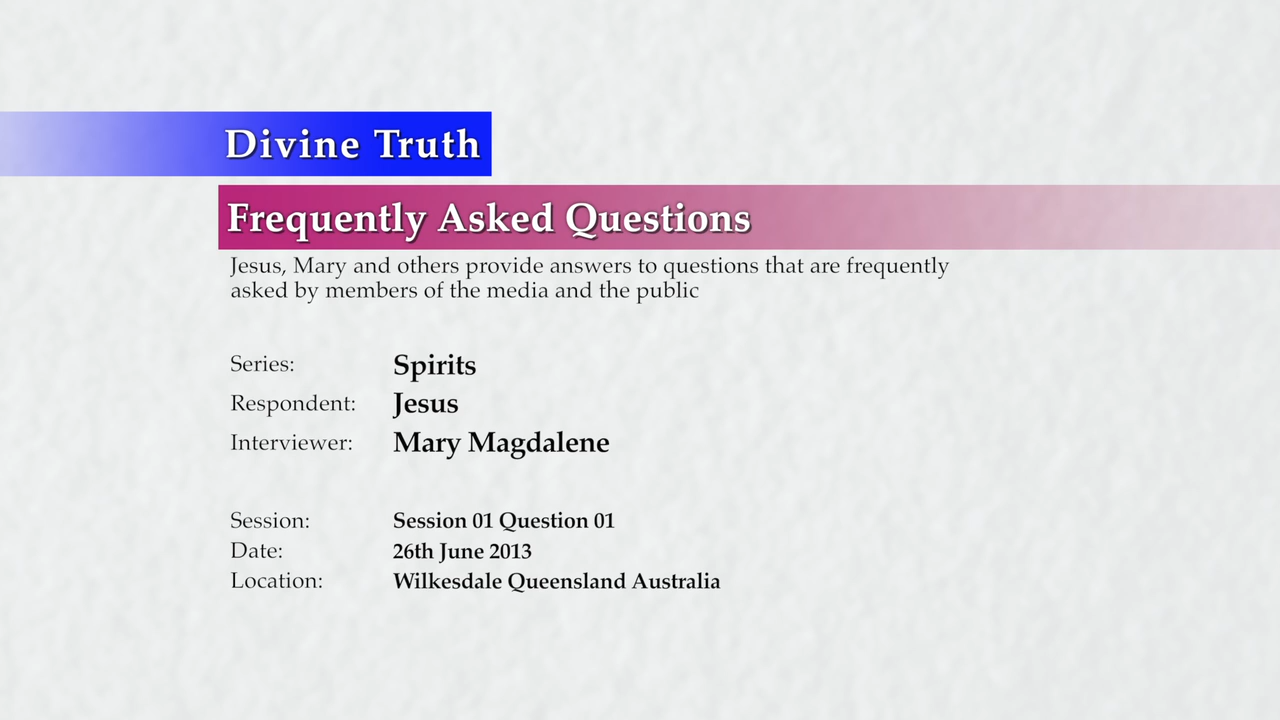 Divine Truth
Frequently Asked Questions
Jesus, Mary and others provide answers to questions that are frequently
asked by members of the media and the public
Series: Spirits
Respondent: Jesus
Interviewer: Mary Magdalene
Session: Session 01 Question 01
Date: 26th June 2013
Location: Wilkesdale Queensland Australia